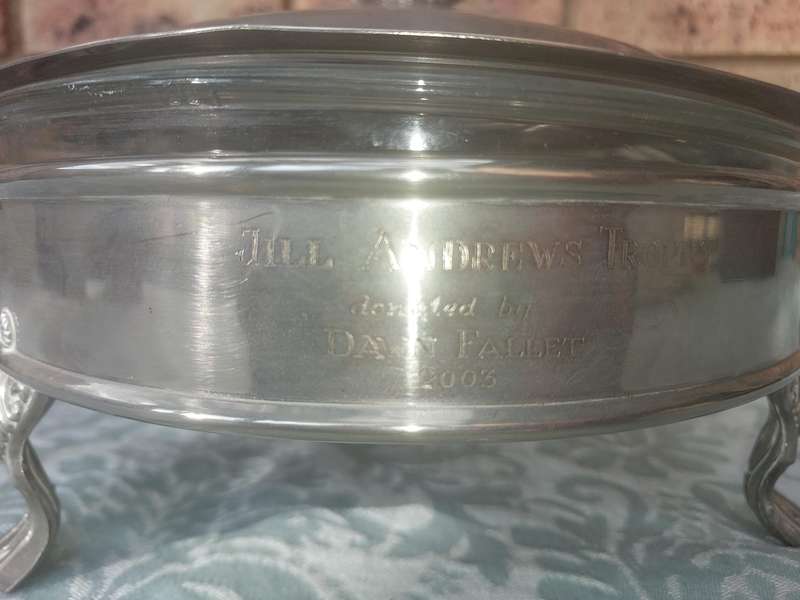 JILL ANDREWS TROPHY
donated by
DAWN FALLET
2003